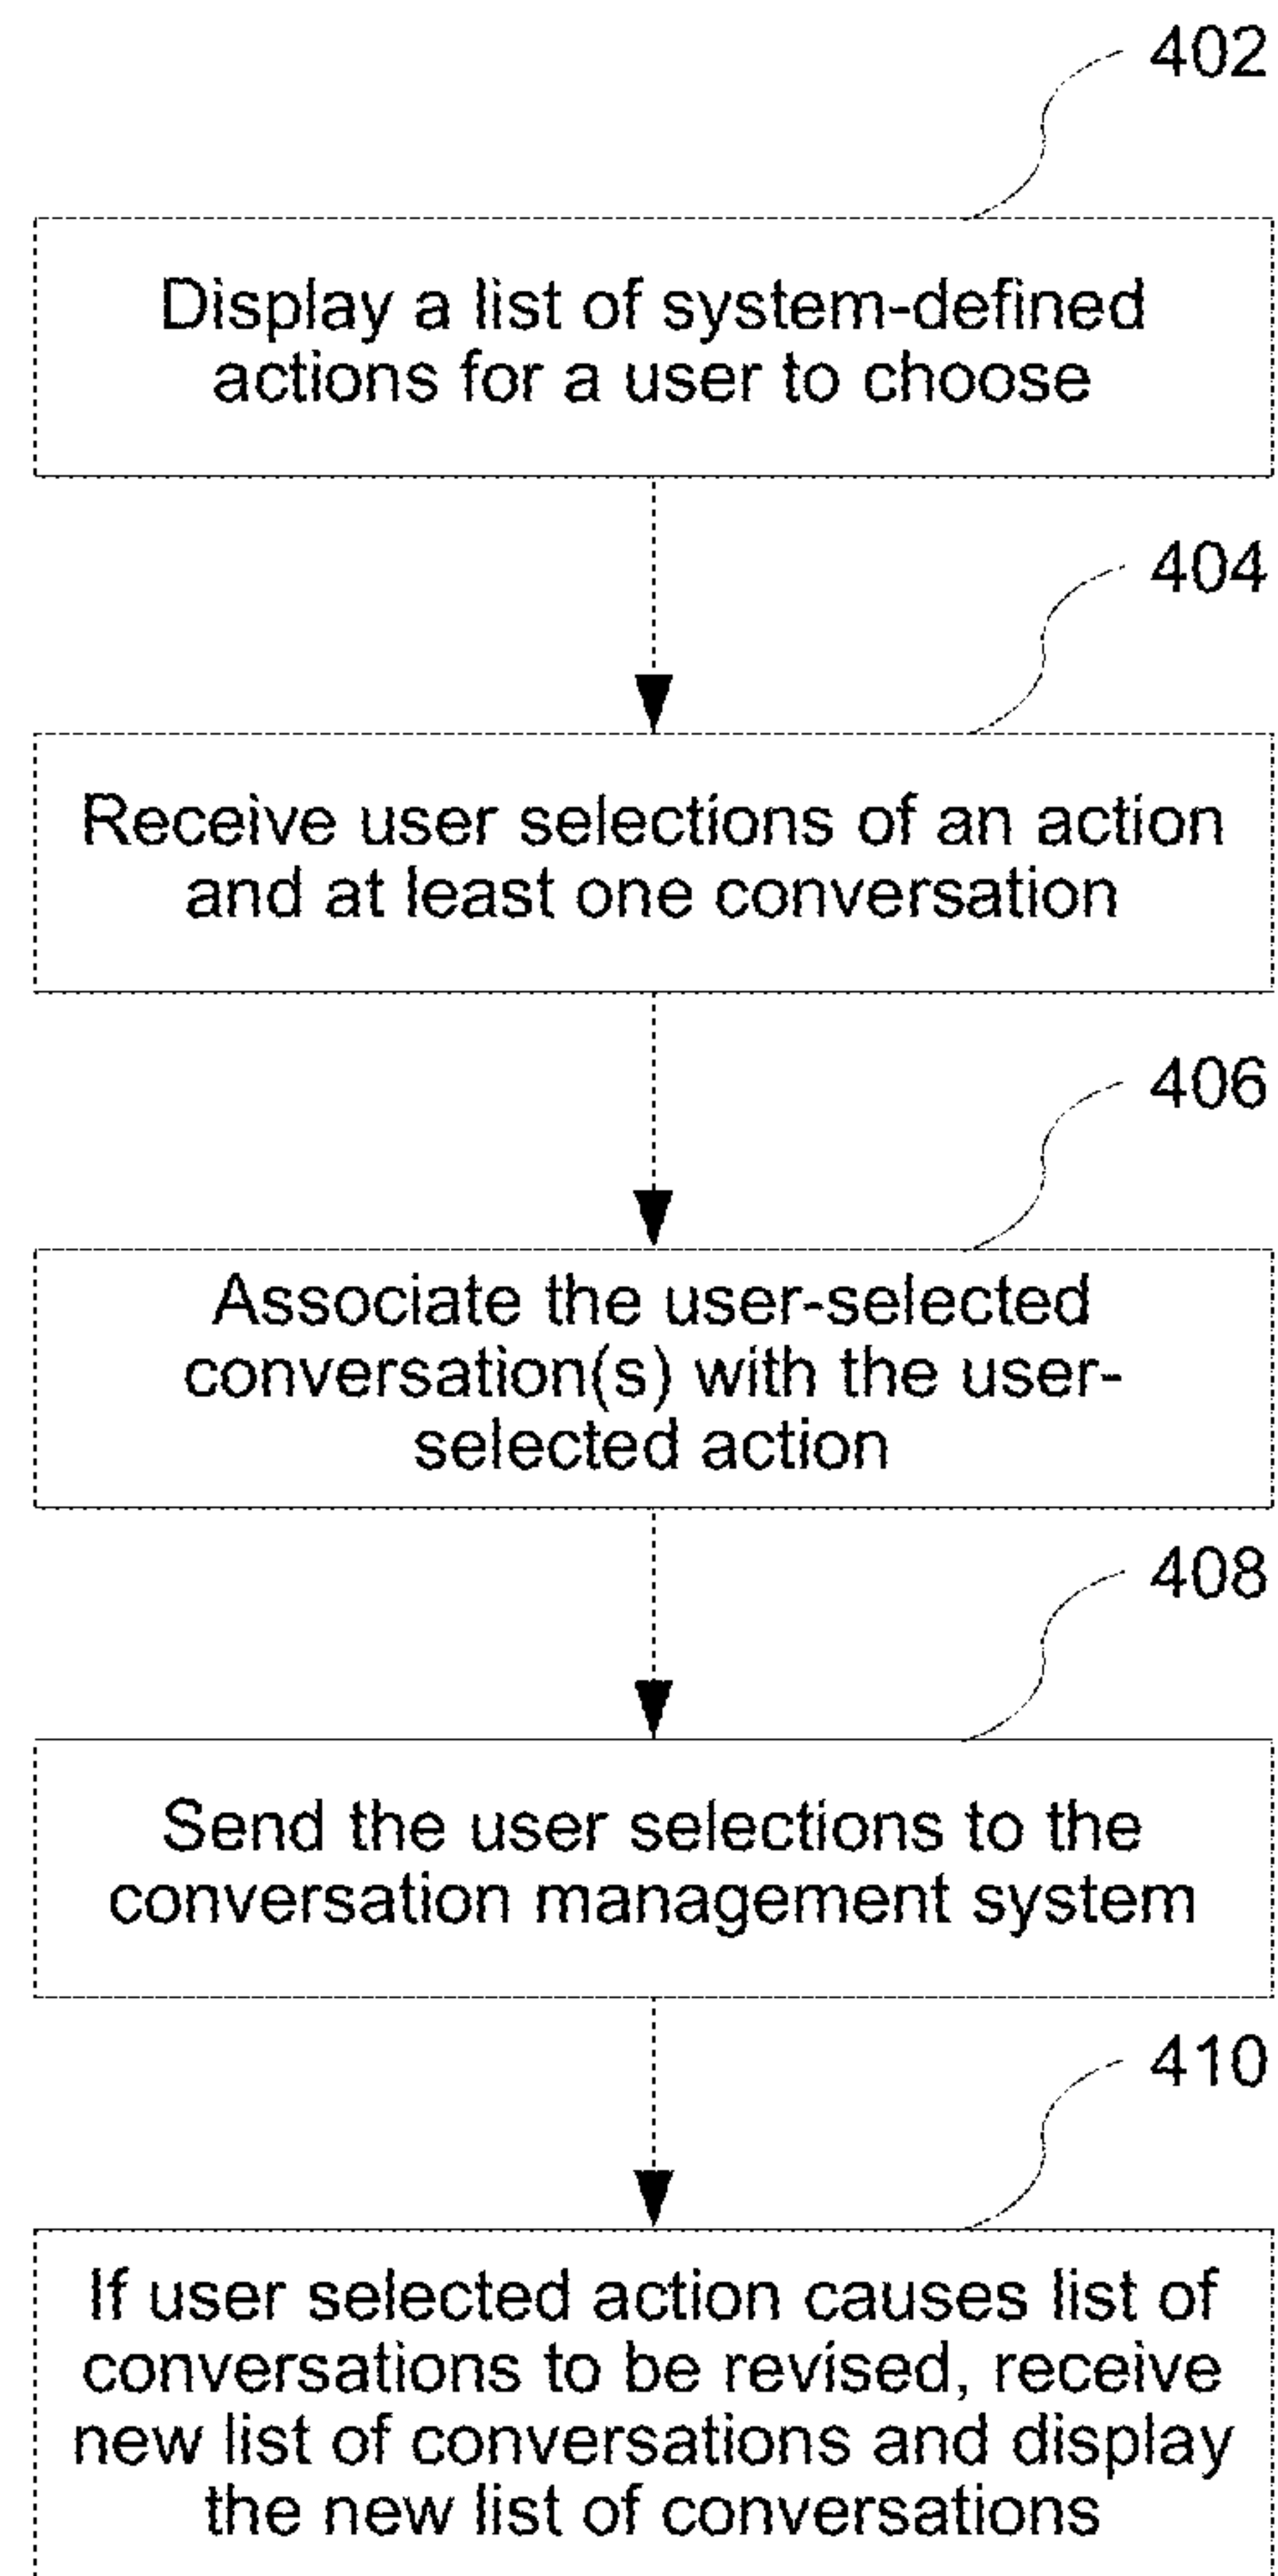 402
Display a list of system-defined
actions for a user to choose
404
Receive user selections of an action
and at least one conversation
406
Associate the user-selected
conversation(s) with the user-
selected action
408
Send the user selections to the
conversation management system
410
If user selected action causes list of
conversations to be revised, receive
new list of conversations and display
the new list of conversations